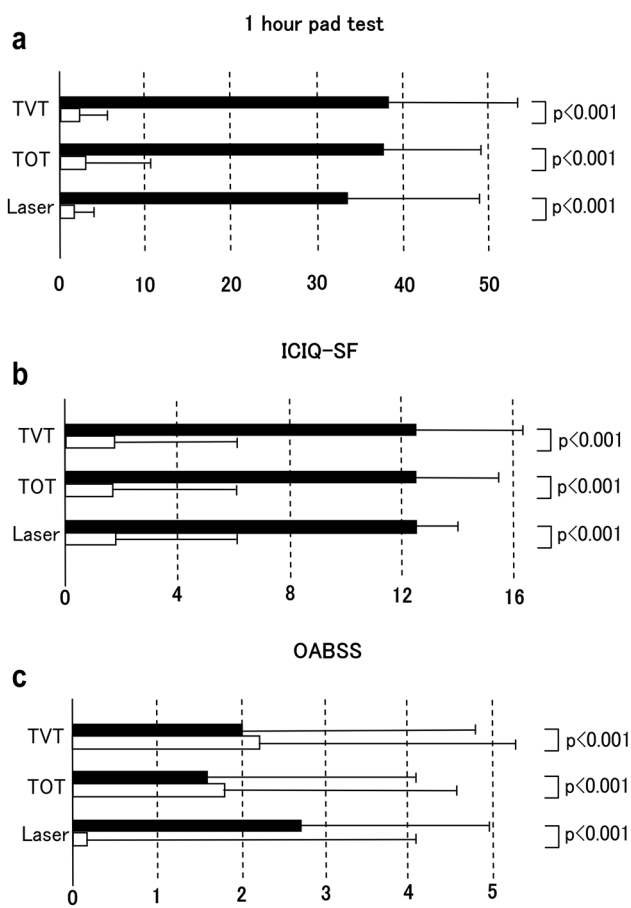 a
1 hour pad test
TVT p<0.001
TOT p<0.001
Laser p<0.001
0 10 20 30 40 50
ICIQ-SF
b
TVT p<0.001
TOT p<0.001
Laser p<0.001
0 4 8 12 16
OABSS
c
TVT p<0.001
TOT p<0.001
Laser p<0.001
0 1 2 3 4 5